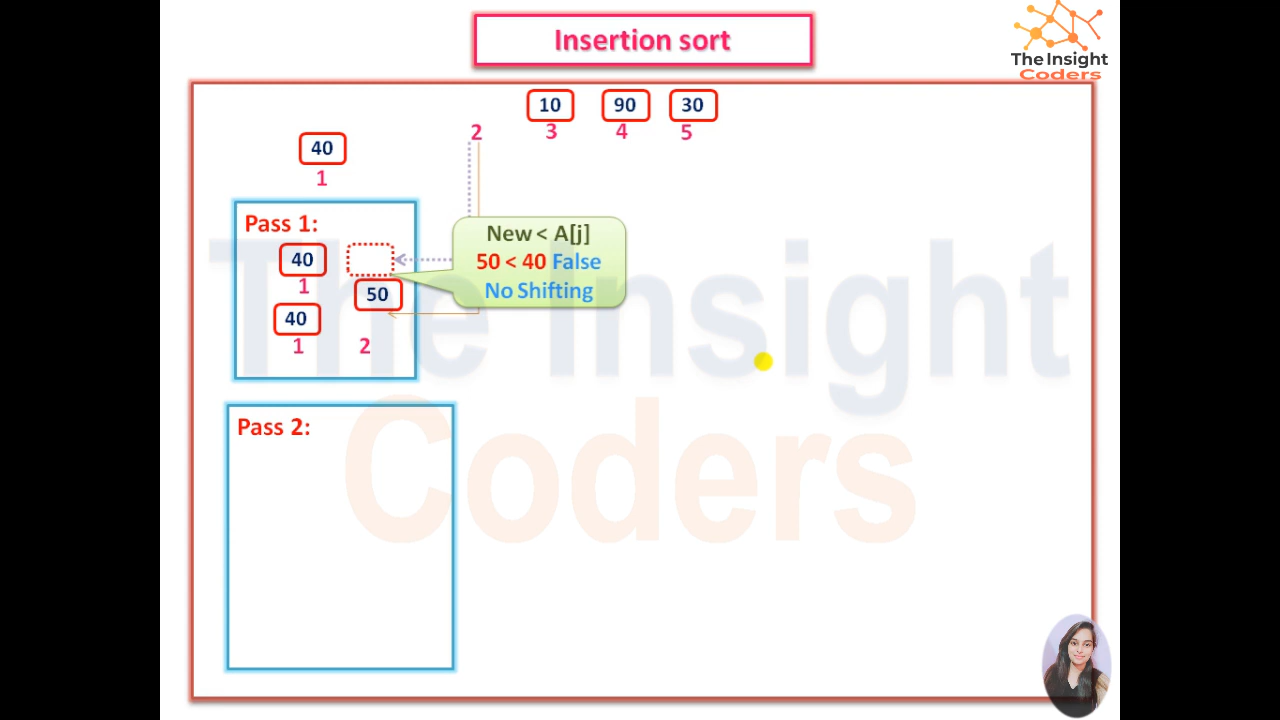 Insertion sort
The Insight
Coders
10 90 30
2 3 4 5
40
1
Pass 1:
40
1
50
40
1 2
New < A[j]
50 < 40 False
No Shifting
Pass 2:
The Insight
Coders